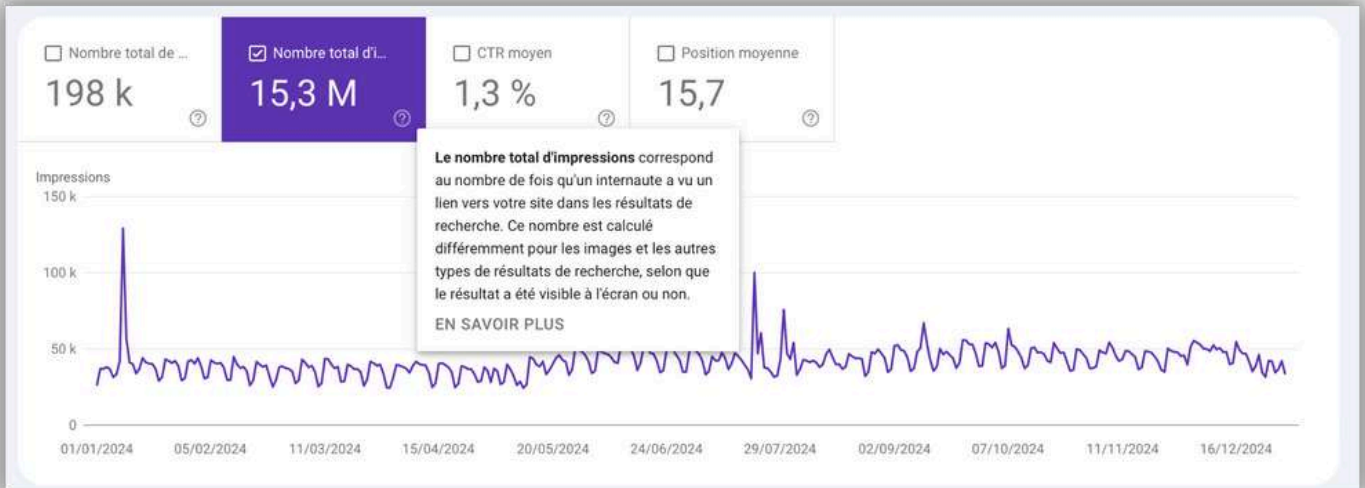 Nombre total de ...
198 k
Nombre total d'i...
15,3 M
CTR moyen
1,3 %
Position moyenne
15,7
Le nombre total d'impressions correspond
au nombre de fois qu'un internaute a vu un
lien vers votre site dans les résultats de
recherche. Ce nombre est calculé
différemment pour les images et les autres
types de résultats de recherche, selon que
le résultat a été visible à l'écran ou non.
EN SAVOIR PLUS
Impressions
150 k
100 k
50 k
0
01/01/2024 05/02/2024 11/03/2024 15/04/2024 20/05/2024 24/06/2024 29/07/2024 02/09/2024 07/10/2024 11/11/2024 16/12/2024